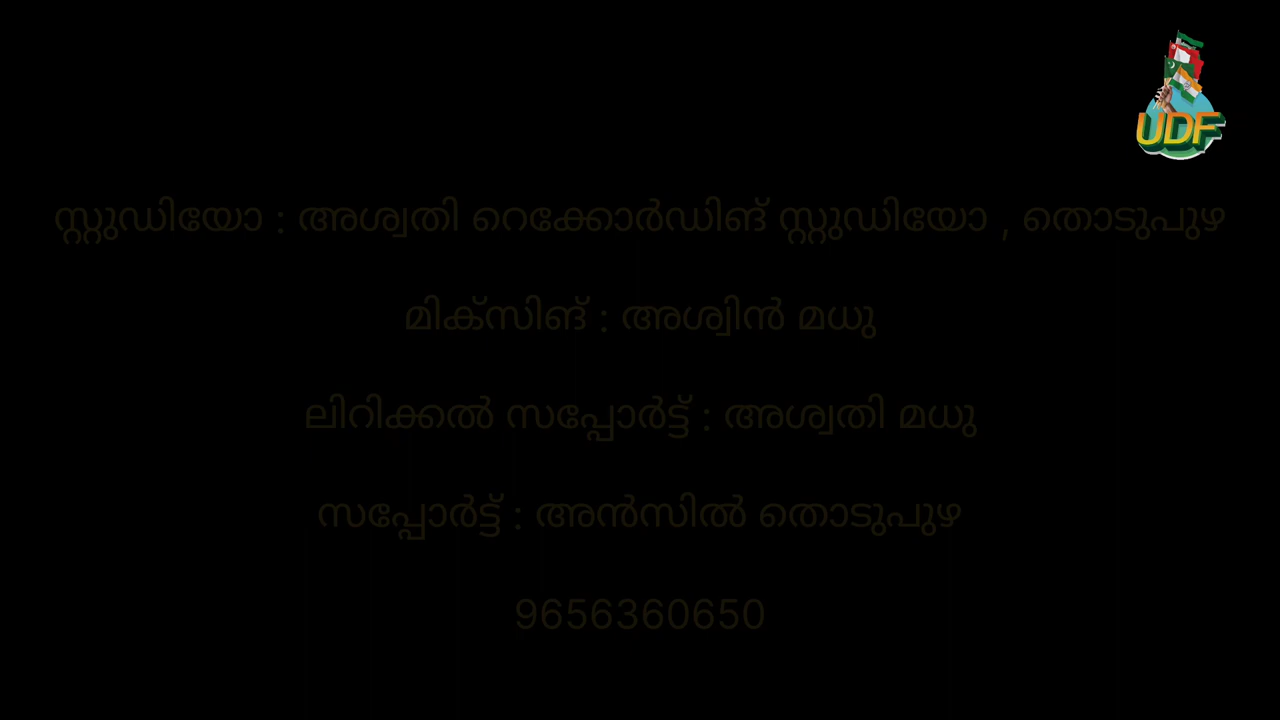 UDF
സ്റ്റുഡിയോ : അശ്വതി റെക്കോർഡിങ് സ്റ്റുഡിയോ , തൊടുപുഴ
മിക്സിങ് : അശ്വിൻ മധു
ലിറിക്കൽ സപ്പോർട്ട് : അശ്വതി മധു
സപ്പോർട്ട് : അൻസിൽ തൊടുപുഴ
9656360650